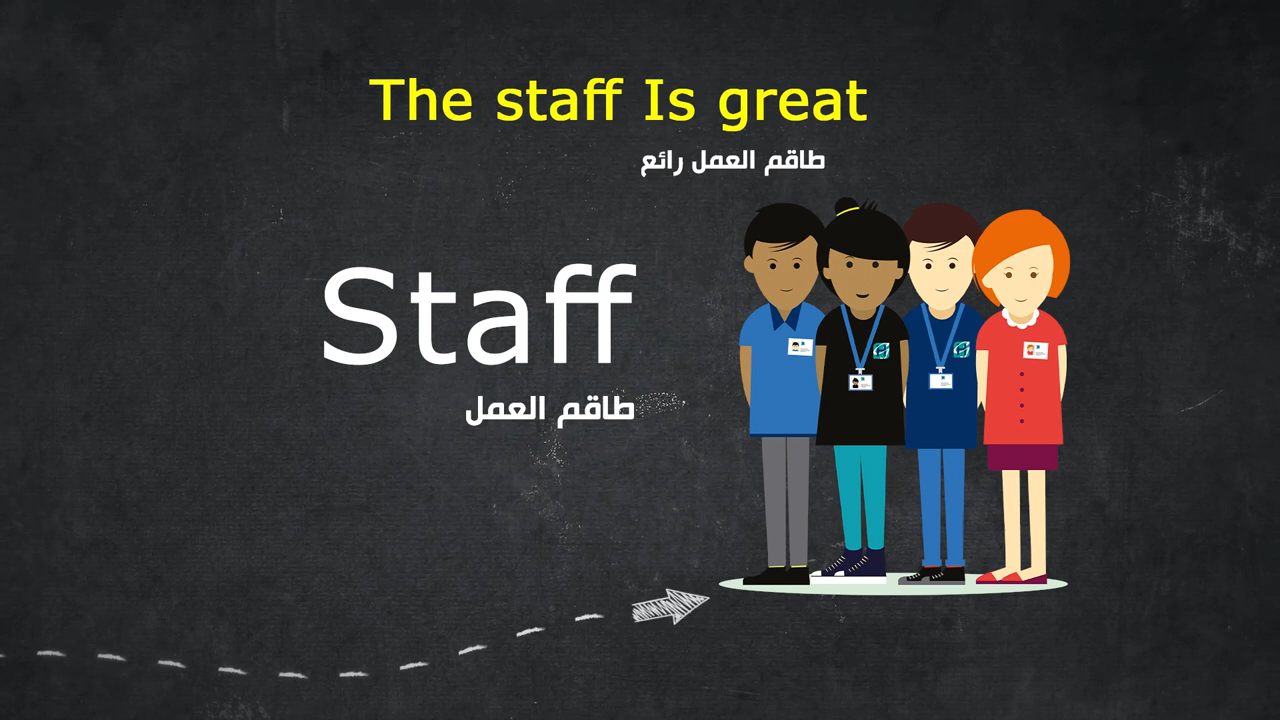 The staff Is great
طاقم العمل رائع
Staff
طاقم العمل